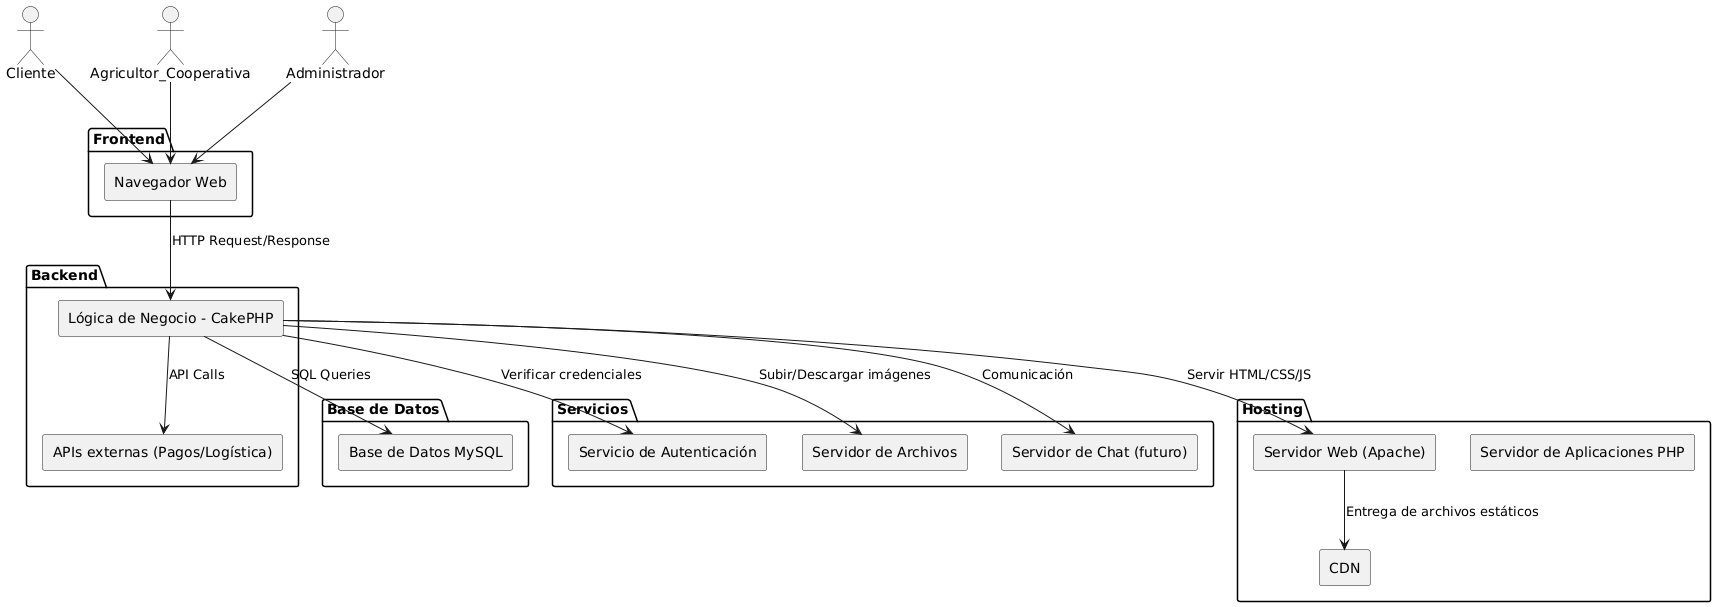 Cliente
Agricultor_Cooperativa
Administrador
Frontend
Navegador Web
HTTP Request/Response
Backend
Lógica de Negocio - CakePHP
API Calls
SQL Queries
Verificar credenciales
Subir/Descargar imágenes
Comunicación
Servir HTML/CSS/JS
Base de Datos
Servicios
Hosting
APIs externas (Pagos/Logística)
Base de Datos MySQL
Servicio de Autenticación
Servidor de Archivos
Servidor de Chat (futuro)
Servidor Web (Apache)
Servidor de Aplicaciones PHP
Entrega de archivos estáticos
CDN